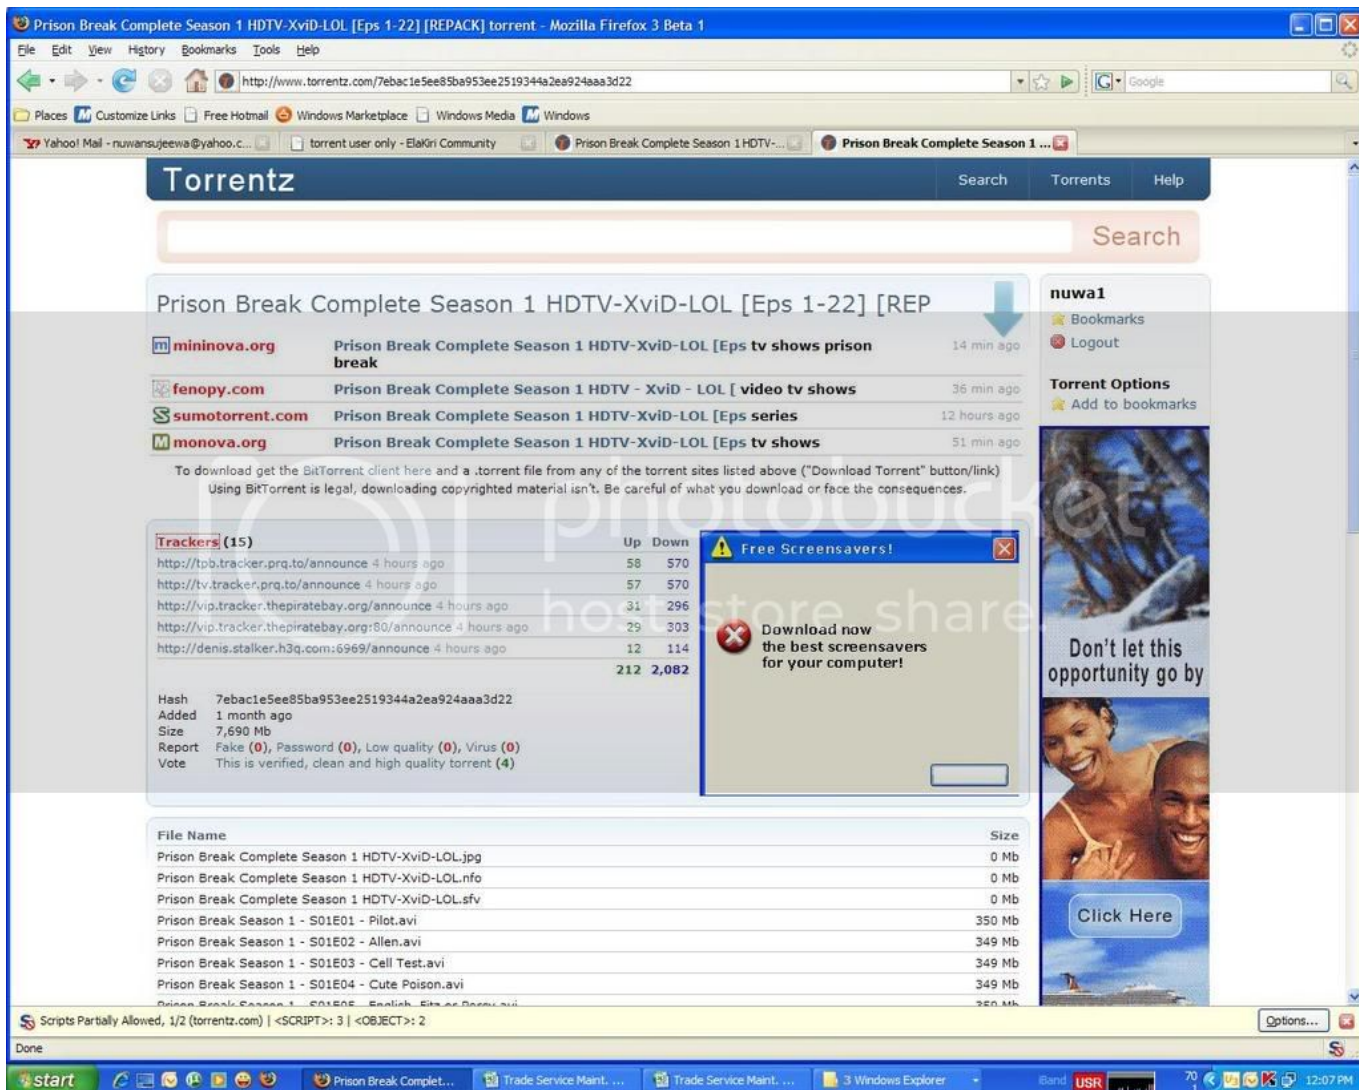 Prison Break Complete Season 1 HDTV-XviD-LOL [Eps 1-22] [REPACK] torrent - Mozilla Firefox 3 Beta 1
File Edit View History Bookmarks Tools Help
http://www.torrentz.com/7ebac1e5ee85ba953ee2519344a2ea924aaa3d22
G Google
Places Customize Links Free Hotmail Windows Marketplace Windows Media Windows
Yahoo! Mail - nuwansujeewa@yahoo.c... torrent user only - ElaKiri Community Prison Break Complete Season 1 HDTV-... Prison Break Complete Season 1 ...
Torrentz Search Torrents Help
Search
Prison Break Complete Season 1 HDTV-XviD-LOL [Eps 1-22] [REP
mininova.org Prison Break Complete Season 1 HDTV-XviD-LOL [Eps tv shows prison break 14 min ago
fenopy.com Prison Break Complete Season 1 HDTV - XviD - LOL [ video tv shows 36 min ago
sumotorrent.com Prison Break Complete Season 1 HDTV-XviD-LOL [Eps series 12 hours ago
monova.org Prison Break Complete Season 1 HDTV-XviD-LOL [Eps tv shows 51 min ago
To download get the BitTorrent client here and a .torrent file from any of the torrent sites listed above ("Download Torrent" button/link)
Using BitTorrent is legal, downloading copyrighted material isn't. Be careful of what you download or face the consequences.
nuwa1
Bookmarks
Logout
Torrent Options
Add to bookmarks
photobucket
host. store. share.
Trackers (15) Up Down
http://tpb.tracker.prq.to/announce 4 hours ago 58 570
http://tv.tracker.prq.to/announce 4 hours ago 57 570
http://vip.tracker.thepiratebay.org/announce 4 hours ago 31 296
http://vip.tracker.thepiratebay.org:80/announce 4 hours ago 29 303
http://denis.stalker.h3q.com:6969/announce 4 hours ago 12 114
212 2,082
Hash 7ebac1e5ee85ba953ee2519344a2ea924aaa3d22
Added 1 month ago
Size 7,690 Mb
Report Fake (0), Password (0), Low quality (0), Virus (0)
Vote This is verified, clean and high quality torrent (4)
Free Screensavers!
Download now
the best screensavers
for your computer!
Don't let this
opportunity go by
Click Here
File Name Size
Prison Break Complete Season 1 HDTV-XviD-LOL.jpg 0 Mb
Prison Break Complete Season 1 HDTV-XviD-LOL.nfo 0 Mb
Prison Break Complete Season 1 HDTV-XviD-LOL.sfv 0 Mb
Prison Break Season 1 - S01E01 - Pilot.avi 350 Mb
Prison Break Season 1 - S01E02 - Allen.avi 349 Mb
Prison Break Season 1 - S01E03 - Cell Test.avi 349 Mb
Prison Break Season 1 - S01E04 - Cute Poison.avi 349 Mb
Prison Break Season 1 - S01E05 - English, Fitz or Percy.avi 350 Mb
Scripts Partially Allowed, 1/2 (torrentz.com) | <SCRIPT>: 3 | <OBJECT>: 2 Options...
Done
start Prison Break Complet... Trade Service Maint. ... Trade Service Maint. ... 3 Windows Explorer USR 70 12:07 PM